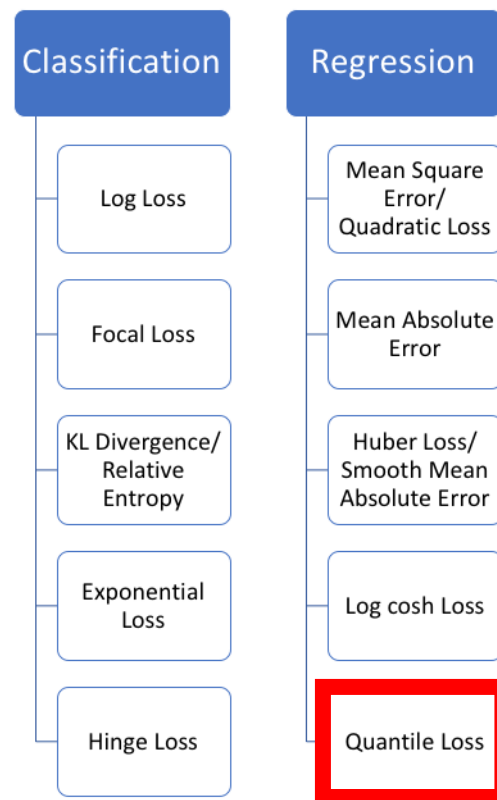 Classification
Log Loss
Focal Loss
KL Divergence/
Relative
Entropy
Exponential
Loss
Hinge Loss
Regression
Mean Square
Error/
Quadratic Loss
Mean Absolute
Error
Huber Loss/
Smooth Mean
Absolute Error
Log cosh Loss
Quantile Loss